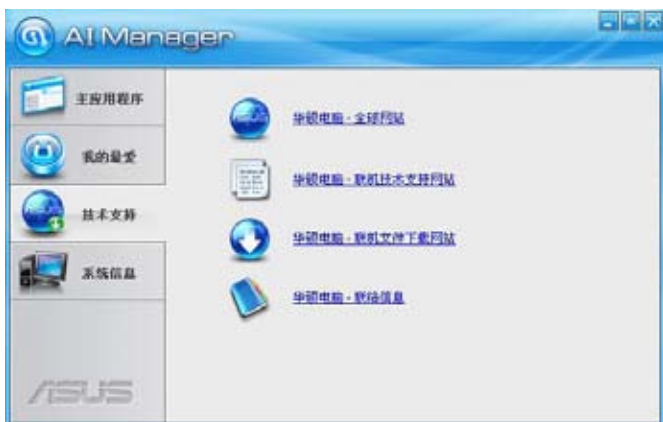 AI Manager
主应用程序
我的最爱
技术支持
系统信息
华硕电脑 - 全球网站
华硕电脑 - 联机技术支持网站
华硕电脑 - 联机文件下载网站
华硕电脑 - 联络信息
ASUS